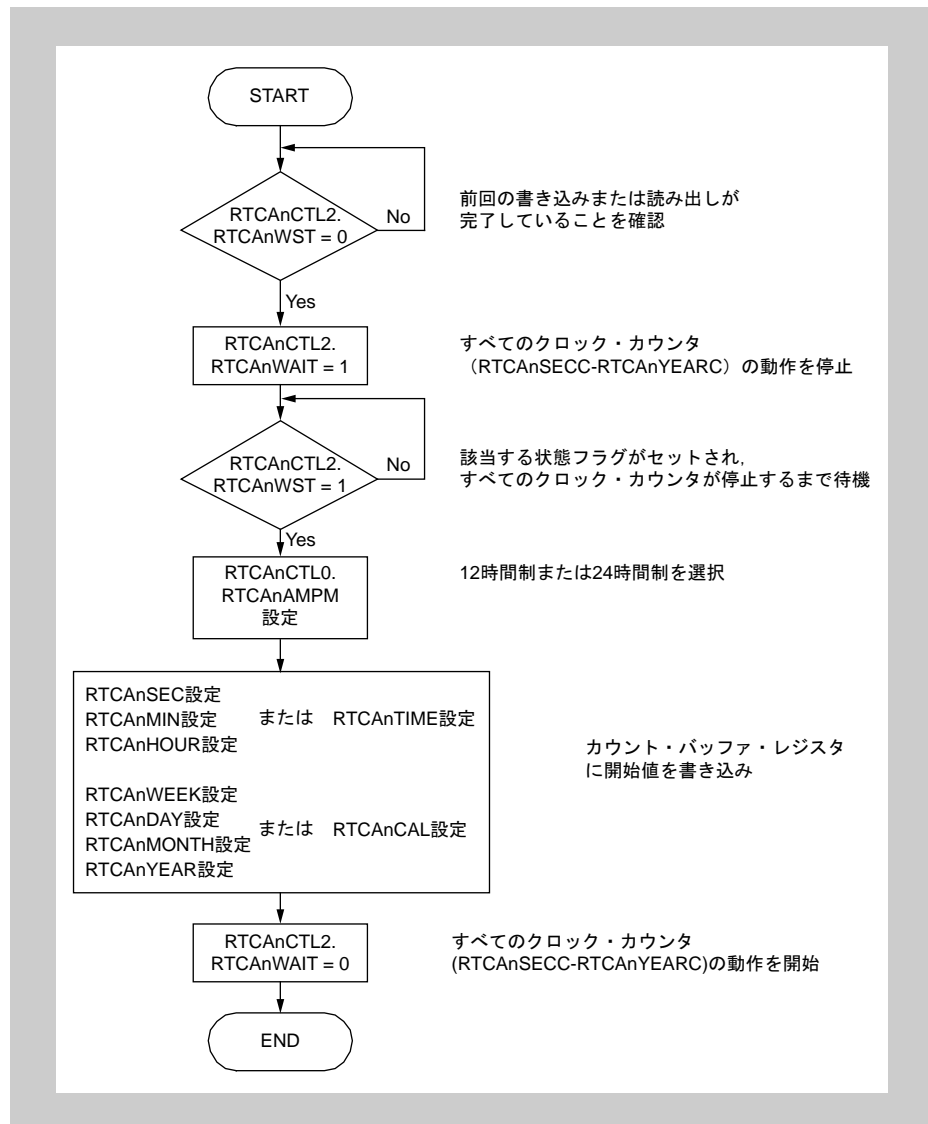 START
RTCAnCTL2.
RTCAnWST = 0
No
前回の書き込みまたは読み出しが
完了していることを確認
Yes
RTCAnCTL2.
RTCAnWAIT = 1
すべてのクロック・カウンタ
（RTCAnSECC-RTCAnYEARC）の動作を停止
RTCAnCTL2.
RTCAnWST = 1
No
該当する状態フラグがセットされ,
すべてのクロック・カウンタが停止するまで待機
Yes
RTCAnCTL0.
RTCAnAMPM
設定
12時間制または24時間制を選択
RTCAnSEC設定
RTCAnMIN設定 または RTCAnTIME設定
RTCAnHOUR設定
カウント・バッファ・レジスタ
に開始値を書き込み
RTCAnWEEK設定
RTCAnDAY設定
または RTCAnCAL設定
RTCAnMONTH設定
RTCAnYEAR設定
RTCAnCTL2.
RTCAnWAIT = 0
すべてのクロック・カウンタ
(RTCAnSECC-RTCAnYEARC)の動作を開始
END